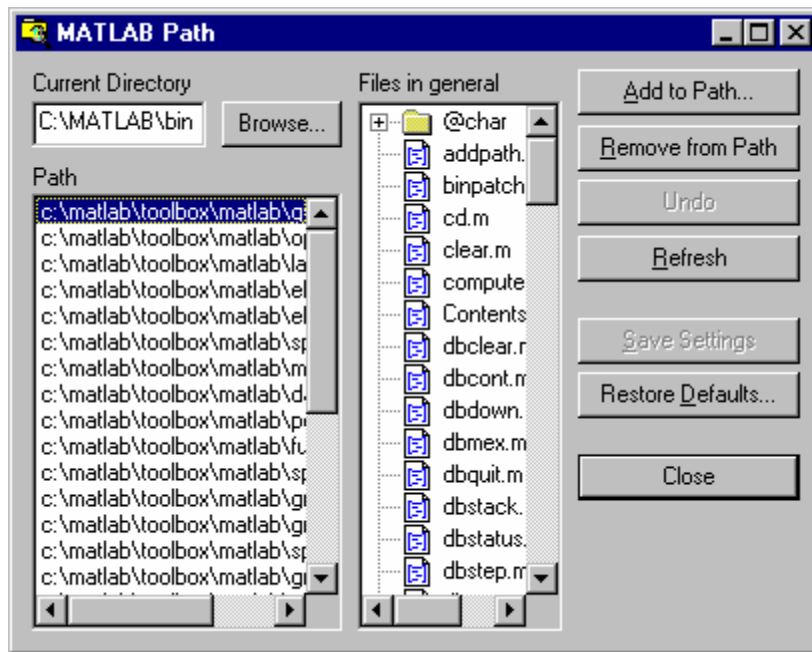 MATLAB Path
Current Directory
C:\MATLAB\bin
Browse...
Path
c:\matlab\toolbox\matlab\g
c:\matlab\toolbox\matlab\op
c:\matlab\toolbox\matlab\la
c:\matlab\toolbox\matlab\el
c:\matlab\toolbox\matlab\el
c:\matlab\toolbox\matlab\sp
c:\matlab\toolbox\matlab\m
c:\matlab\toolbox\matlab\da
c:\matlab\toolbox\matlab\po
c:\matlab\toolbox\matlab\fu
c:\matlab\toolbox\matlab\sp
c:\matlab\toolbox\matlab\gr
c:\matlab\toolbox\matlab\gr
c:\matlab\toolbox\matlab\sp
c:\matlab\toolbox\matlab\gr
Files in general
@char
addpath.
binpatch
cd.m
clear.m
compute
Contents
dbclear.r
dbcont.m
dbdown.
dbmex.m
dbquit.m
dbstack.
dbstatus.
dbstep.m
Add to Path...
Remove from Path
Undo
Refresh
Save Settings
Restore Defaults...
Close